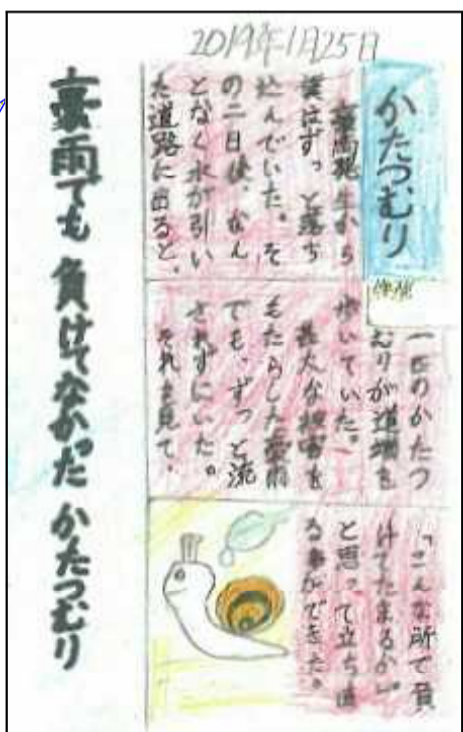 2019年1月25日
かたつむり
豪雨発生から
僕はずっと落ち
込んでいた。そ
の二日後、なん
となく水が引い
た道路に出ると、
一匹のかたつ
むりが道端を
歩いていた。
甚大な被害を
もたらした豪雨
でも、ずっと流
されずにいた。
それを見て、
「こんな所で負
けてたまるか」
と思って立ち直
る事ができた。
豪雨でも 負けてなかった かたつむり